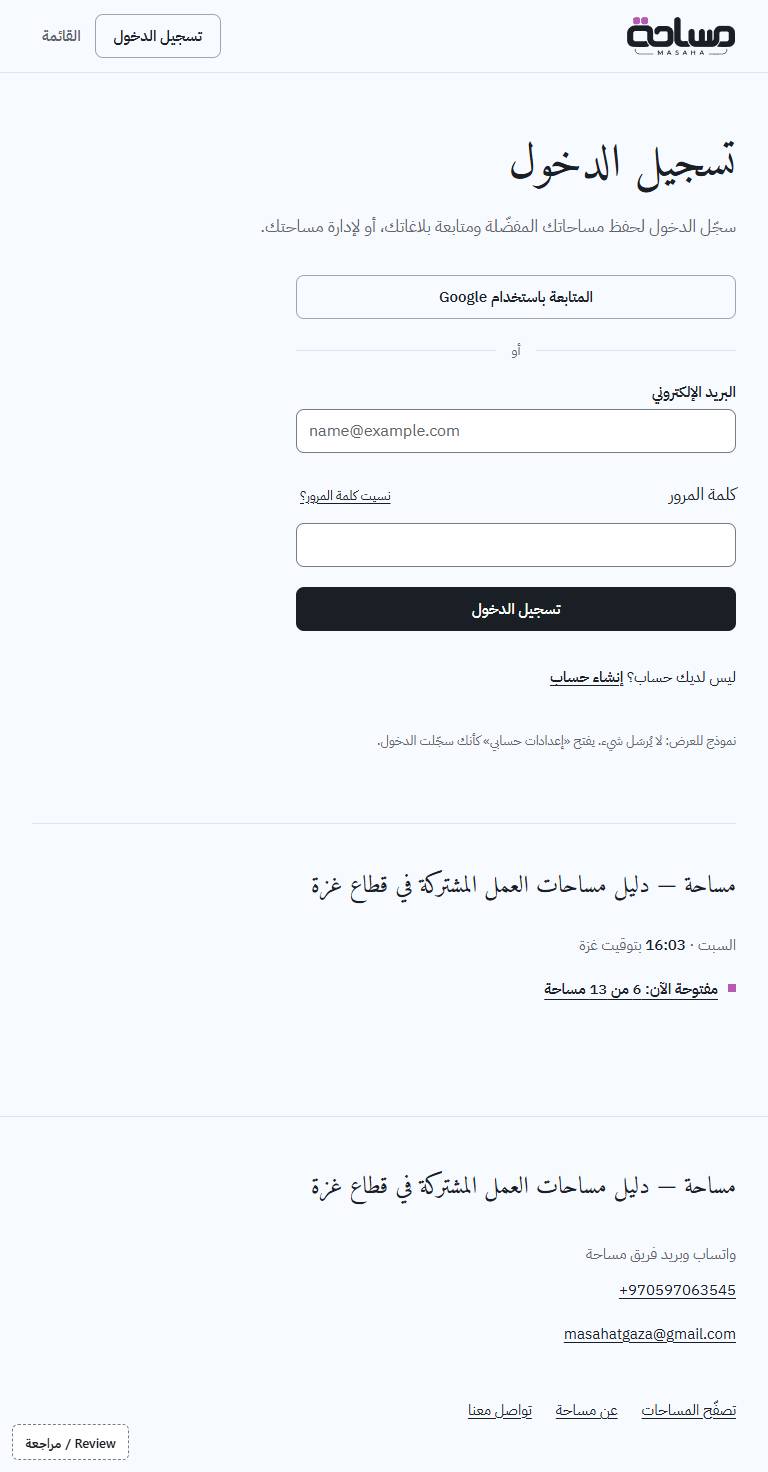 مساحة
MASAHA
تسجيل الدخول
القائمة
تسجيل الدخول
سجّل الدخول لحفظ مساحاتك المفضّلة ومتابعة بلاغاتك، أو لإدارة مساحتك.
المتابعة باستخدام Google
أو
البريد الإلكتروني
name@example.com
كلمة المرور
نسيت كلمة المرور؟
تسجيل الدخول
ليس لديك حساب؟ إنشاء حساب
نموذج للعرض: لا يُرسَل شيء. يفتح «إعدادات حسابي» كأنك سجّلت الدخول.
مساحة — دليل مساحات العمل المشتركة في قطاع غزة
السبت · 16:03 بتوقيت غزة
مفتوحة الآن: 6 من 13 مساحة
مساحة — دليل مساحات العمل المشتركة في قطاع غزة
واتساب وبريد فريق مساحة
+970597063545
masahatgaza@gmail.com
تصفّح المساحات
عن مساحة
تواصل معنا
Review / مراجعة